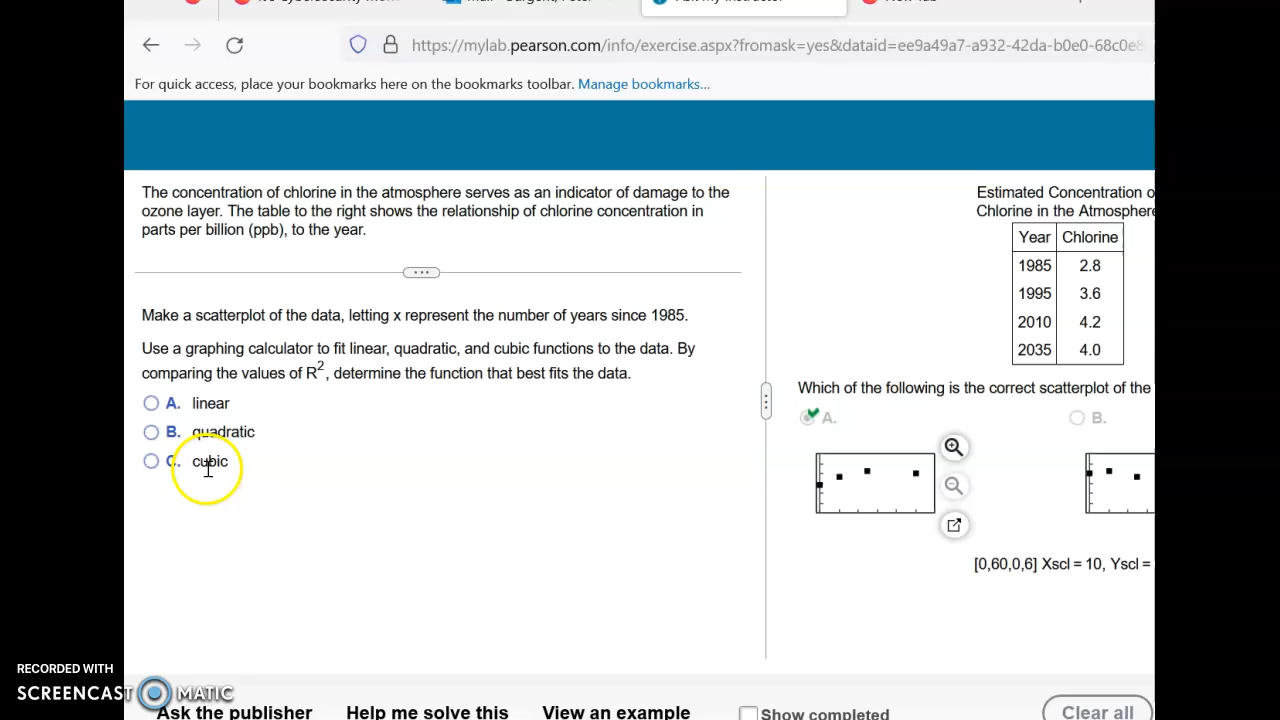 Mail - Sargent, Peter
Ask my instructor
New Tab
https://mylab.pearson.com/info/exercise.aspx?fromask=yes&dataid=ee9a49a7-a932-42da-b0e0-68c0e8
For quick access, place your bookmarks here on the bookmarks toolbar. Manage bookmarks...
The concentration of chlorine in the atmosphere serves as an indicator of damage to the
ozone layer. The table to the right shows the relationship of chlorine concentration in
parts per billion (ppb), to the year.
Make a scatterplot of the data, letting x represent the number of years since 1985.
Use a graphing calculator to fit linear, quadratic, and cubic functions to the data. By
comparing the values of R2, determine the function that best fits the data.
A. linear
B. quadratic
C. cubic
Estimated Concentration o
Chlorine in the Atmosphere
Year Chlorine
1985 2.8
1995 3.6
2010 4.2
2035 4.0
Which of the following is the correct scatterplot of the
A.
B.
[0,60,0,6] Xscl = 10, Yscl =
Ask the publisher Help me solve this View an example Show completed Clear all
RECORDED WITH
SCREENCAST MATIC